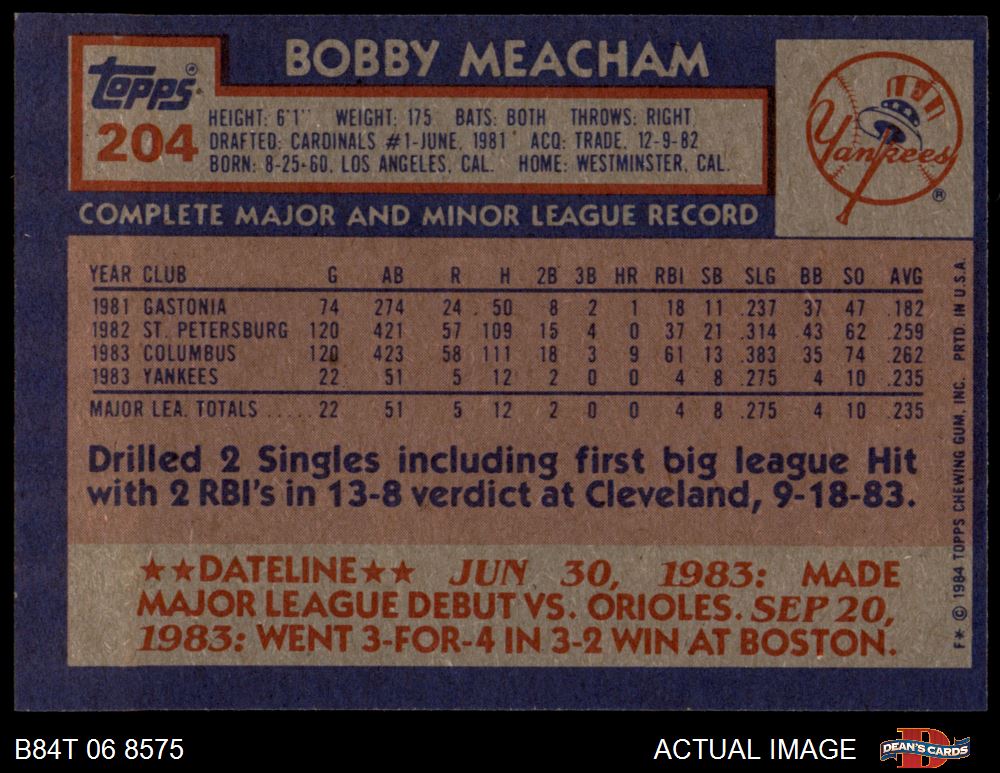 BOBBY MEACHAM
TOPPS®
204
HEIGHT: 6'1" WEIGHT: 175 BATS: BOTH THROWS: RIGHT
DRAFTED: CARDINALS #1-JUNE, 1981 ACQ: TRADE, 12-9-82
BORN: 8-25-60, LOS ANGELES, CAL. HOME: WESTMINSTER, CAL.
Yankees
®
COMPLETE MAJOR AND MINOR LEAGUE RECORD
YEAR CLUB G AB R H 2B 3B HR RBI SB SLG BB SO AVG
1981 GASTONIA 74 274 24 50 8 2 1 18 11 .237 37 47 .182
1982 ST. PETERSBURG 120 421 57 109 15 4 0 37 21 .314 43 62 .259
1983 COLUMBUS 120 423 58 111 18 3 9 61 13 .383 35 74 .262
1983 YANKEES 22 51 5 12 2 0 0 4 8 .275 4 10 .235
MAJOR LEA. TOTALS ..... 22 51 5 12 2 0 0 4 8 .275 4 10 .235
Drilled 2 Singles including first big league Hit
with 2 RBI's in 13-8 verdict at Cleveland, 9-18-83.
★★DATELINE★★ JUN 30, 1983: MADE
MAJOR LEAGUE DEBUT VS. ORIOLES. SEP 20,
1983: WENT 3-FOR-4 IN 3-2 WIN AT BOSTON.
F* © 1984 TOPPS CHEWING GUM, INC. PRTD. IN U.S.A.
B84T 06 8575
ACTUAL IMAGE
DEAN'S CARDS